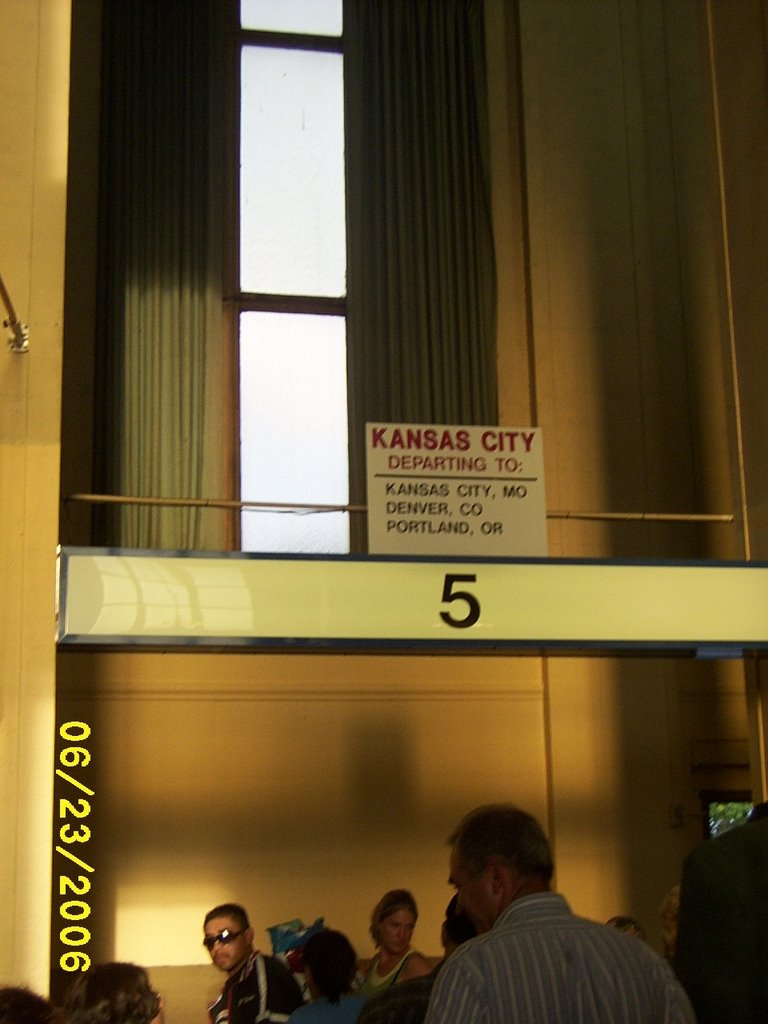 KANSAS CITY
DEPARTING TO:
KANSAS CITY, MO
DENVER, CO
PORTLAND, OR
5
06/23/2006